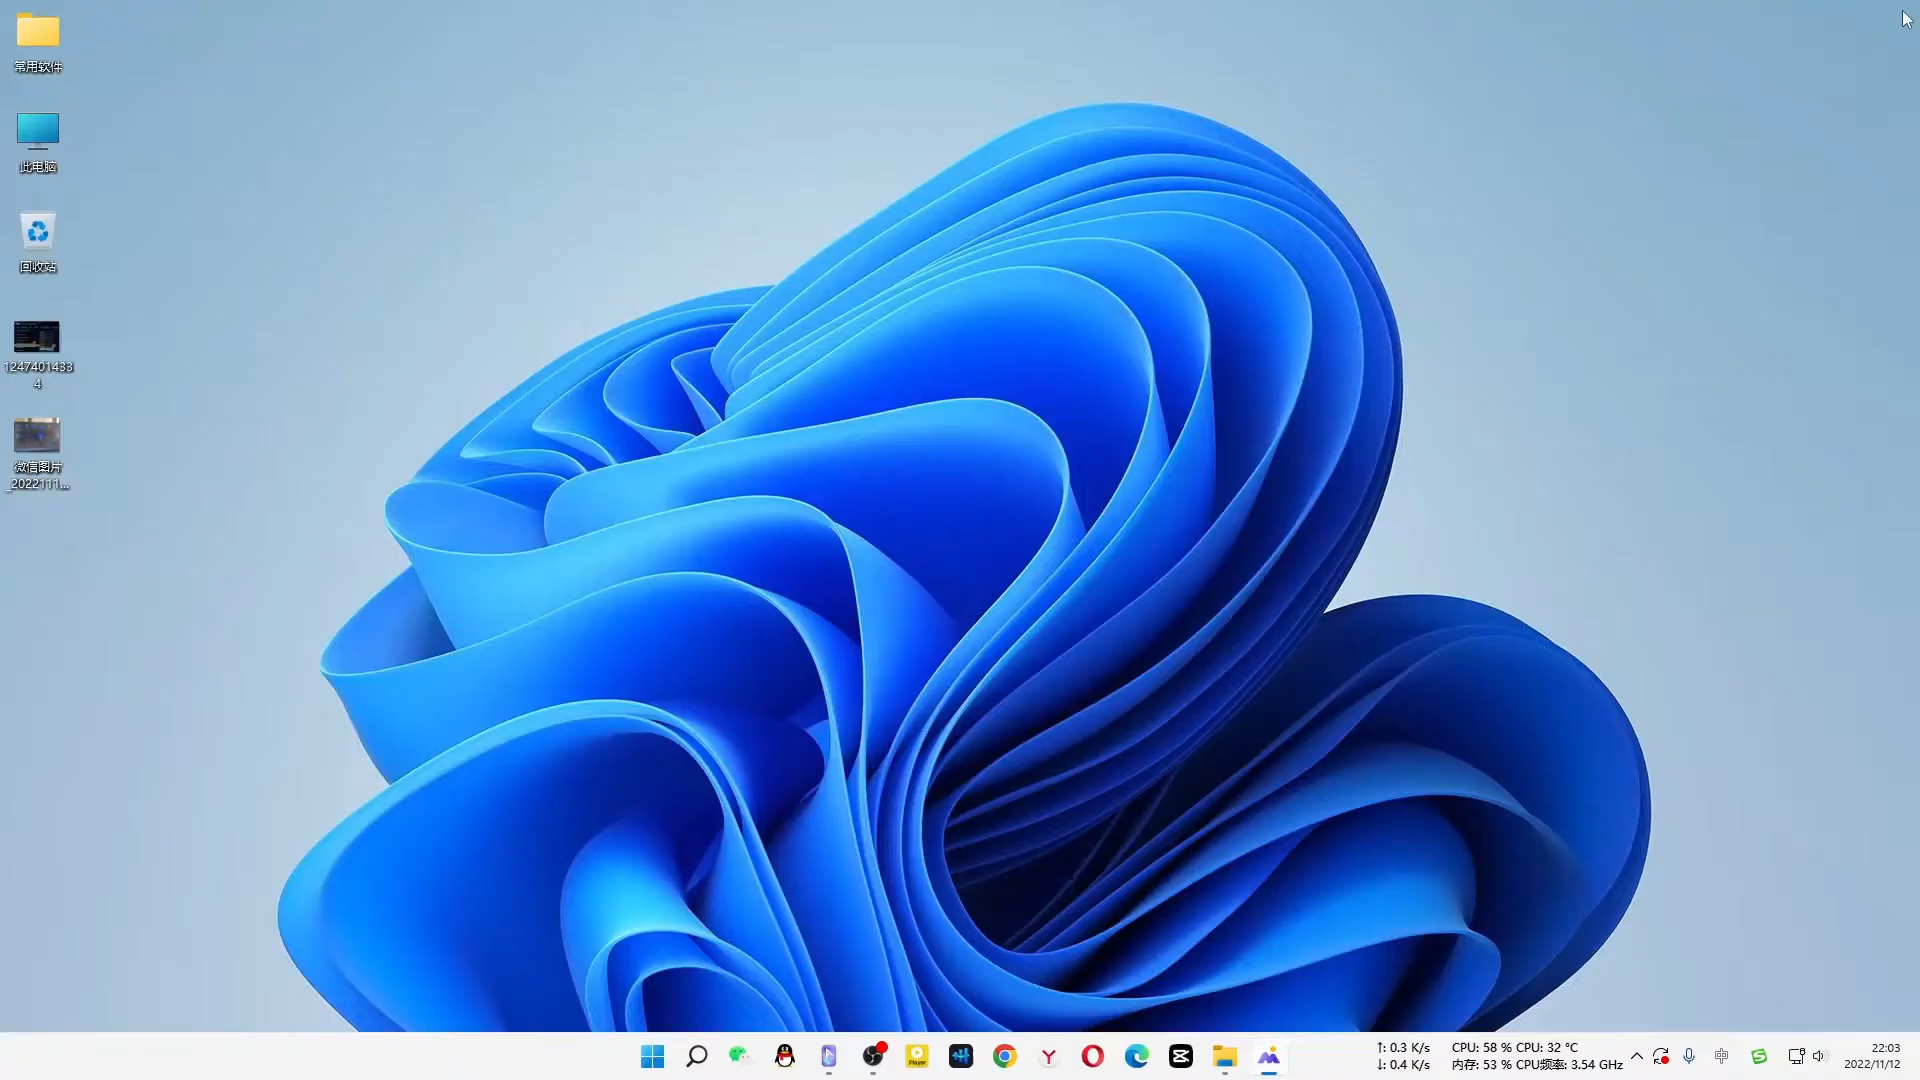 常用软件
此电脑
回收站
1247401433
4
微信图片
_2022111...
Player
↑: 0.3 K/s
↓: 0.4 K/s
CPU: 58 % CPU: 32 °C
内存: 53 % CPU频率: 3.54 GHz
中
22:03
2022/11/12